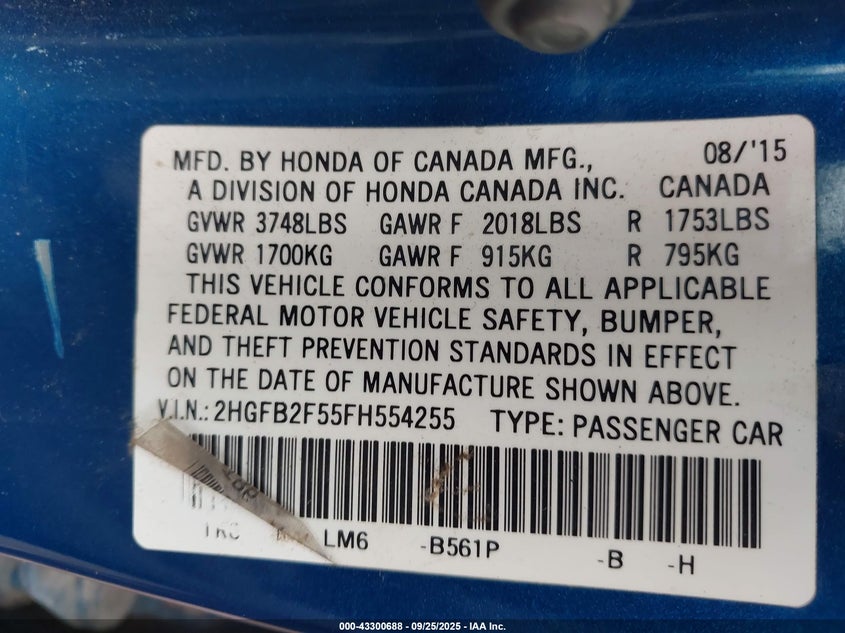 MFD. BY HONDA OF CANADA MFG., 08/'15
A DIVISION OF HONDA CANADA INC. CANADA
GVWR 3748LBS GAWR F 2018LBS R 1753LBS
GVWR 1700KG GAWR F 915KG R 795KG
THIS VEHICLE CONFORMS TO ALL APPLICABLE
FEDERAL MOTOR VEHICLE SAFETY, BUMPER,
AND THEFT PREVENTION STANDARDS IN EFFECT
ON THE DATE OF MANUFACTURE SHOWN ABOVE.
V.I.N.: 2HGFB2F55FH554255 TYPE: PASSENGER CAR
LM6 -B561P -B -H
000-43300688 - 09/25/2025 - IAA Inc.